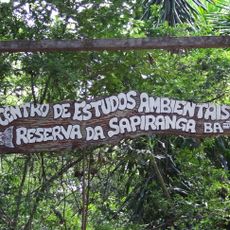 CENTRO DE ESTUDOS AMBIENTAIS
RESERVA DA SAPIRANGA BA